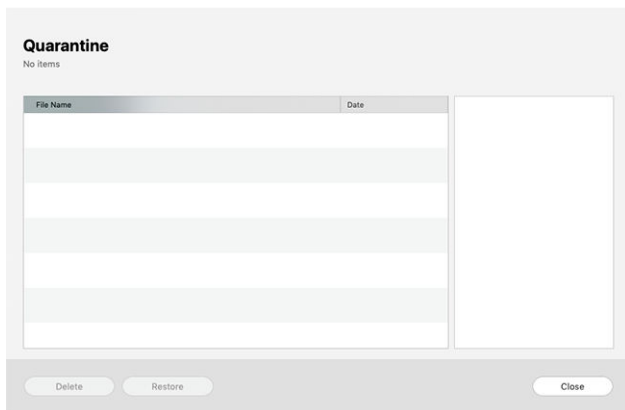 Quarantine
No items
File Name Date
Delete Restore Close